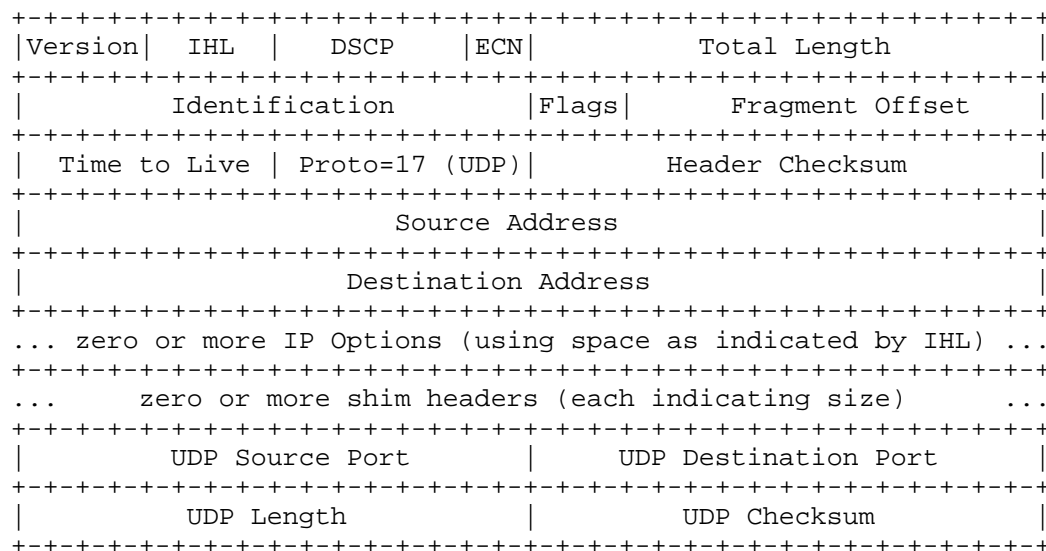 +-+-+-+-+-+-+-+-+-+-+-+-+-+-+-+-+-+-+-+-+-+-+-+-+-+-+-+-+-+-+-+-+
|Version|  IHL  |   DSCP    |ECN|          Total Length         |
+-+-+-+-+-+-+-+-+-+-+-+-+-+-+-+-+-+-+-+-+-+-+-+-+-+-+-+-+-+-+-+-+
|         Identification        |Flags|      Fragment Offset    |
+-+-+-+-+-+-+-+-+-+-+-+-+-+-+-+-+-+-+-+-+-+-+-+-+-+-+-+-+-+-+-+-+
|  Time to Live | Proto=17 (UDP)|        Header Checksum        |
+-+-+-+-+-+-+-+-+-+-+-+-+-+-+-+-+-+-+-+-+-+-+-+-+-+-+-+-+-+-+-+-+
|                       Source Address                          |
+-+-+-+-+-+-+-+-+-+-+-+-+-+-+-+-+-+-+-+-+-+-+-+-+-+-+-+-+-+-+-+-+
|                    Destination Address                        |
+-+-+-+-+-+-+-+-+-+-+-+-+-+-+-+-+-+-+-+-+-+-+-+-+-+-+-+-+-+-+-+-+
... zero or more IP Options (using space as indicated by IHL) ...
+-+-+-+-+-+-+-+-+-+-+-+-+-+-+-+-+-+-+-+-+-+-+-+-+-+-+-+-+-+-+-+-+
...     zero or more shim headers (each indicating size)      ...
+-+-+-+-+-+-+-+-+-+-+-+-+-+-+-+-+-+-+-+-+-+-+-+-+-+-+-+-+-+-+-+-+
|         UDP Source Port       |     UDP Destination Port      |
+-+-+-+-+-+-+-+-+-+-+-+-+-+-+-+-+-+-+-+-+-+-+-+-+-+-+-+-+-+-+-+-+
|          UDP Length           |         UDP Checksum          |
+-+-+-+-+-+-+-+-+-+-+-+-+-+-+-+-+-+-+-+-+-+-+-+-+-+-+-+-+-+-+-+-+